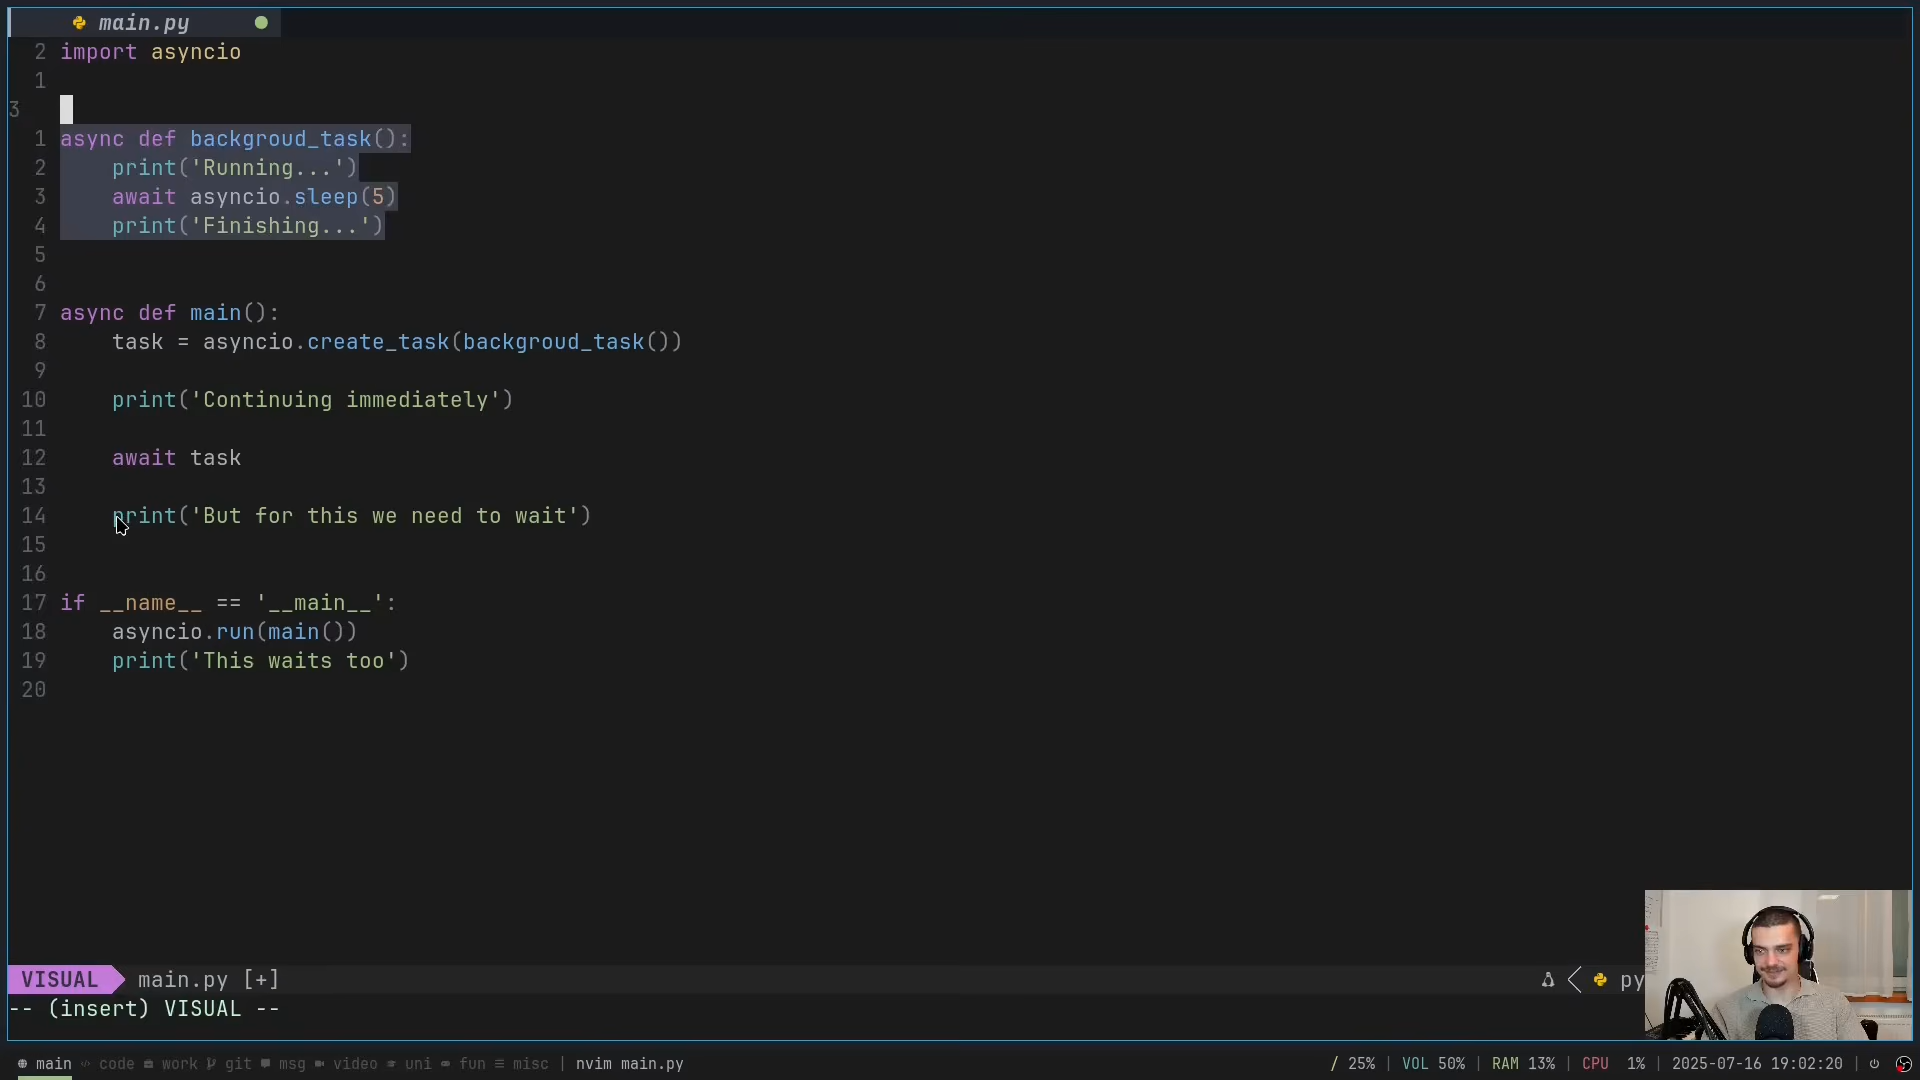 main.py
2 import asyncio
1
3
1 async def backgroud_task():
2 print('Running...')
3 await asyncio.sleep(5)
4 print('Finishing...')
5
6
7 async def main():
8 task = asyncio.create_task(backgroud_task())
9
10 print('Continuing immediately')
11
12 await task
13
14 print('But for this we need to wait')
15
16
17 if __name__ == '__main__':
18 asyncio.run(main())
19 print('This waits too')
20
VISUAL main.py [+] py
-- (insert) VISUAL --
main code work git msg video uni fun misc | nvim main.py / 25% | VOL 50% | RAM 13% | CPU 1% | 2025-07-16 19:02:20 |